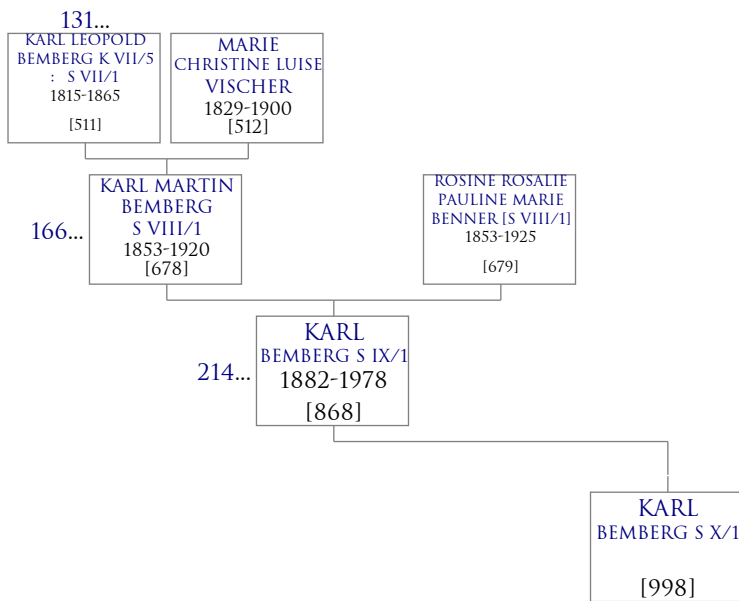 131...
KARL LEOPOLD
BEMBERG K VII/5
: S VII/1
1815-1865
[511]
MARIE
CHRISTINE LUISE
VISCHER
1829-1900
[512]
166...
KARL MARTIN
BEMBERG
S VIII/1
1853-1920
[678]
ROSINE ROSALIE
PAULINE MARIE
BENNER [S VIII/1]
1853-1925
[679]
214...
KARL
BEMBERG S IX/1
1882-1978
[868]
KARL
BEMBERG S X/1
[998]